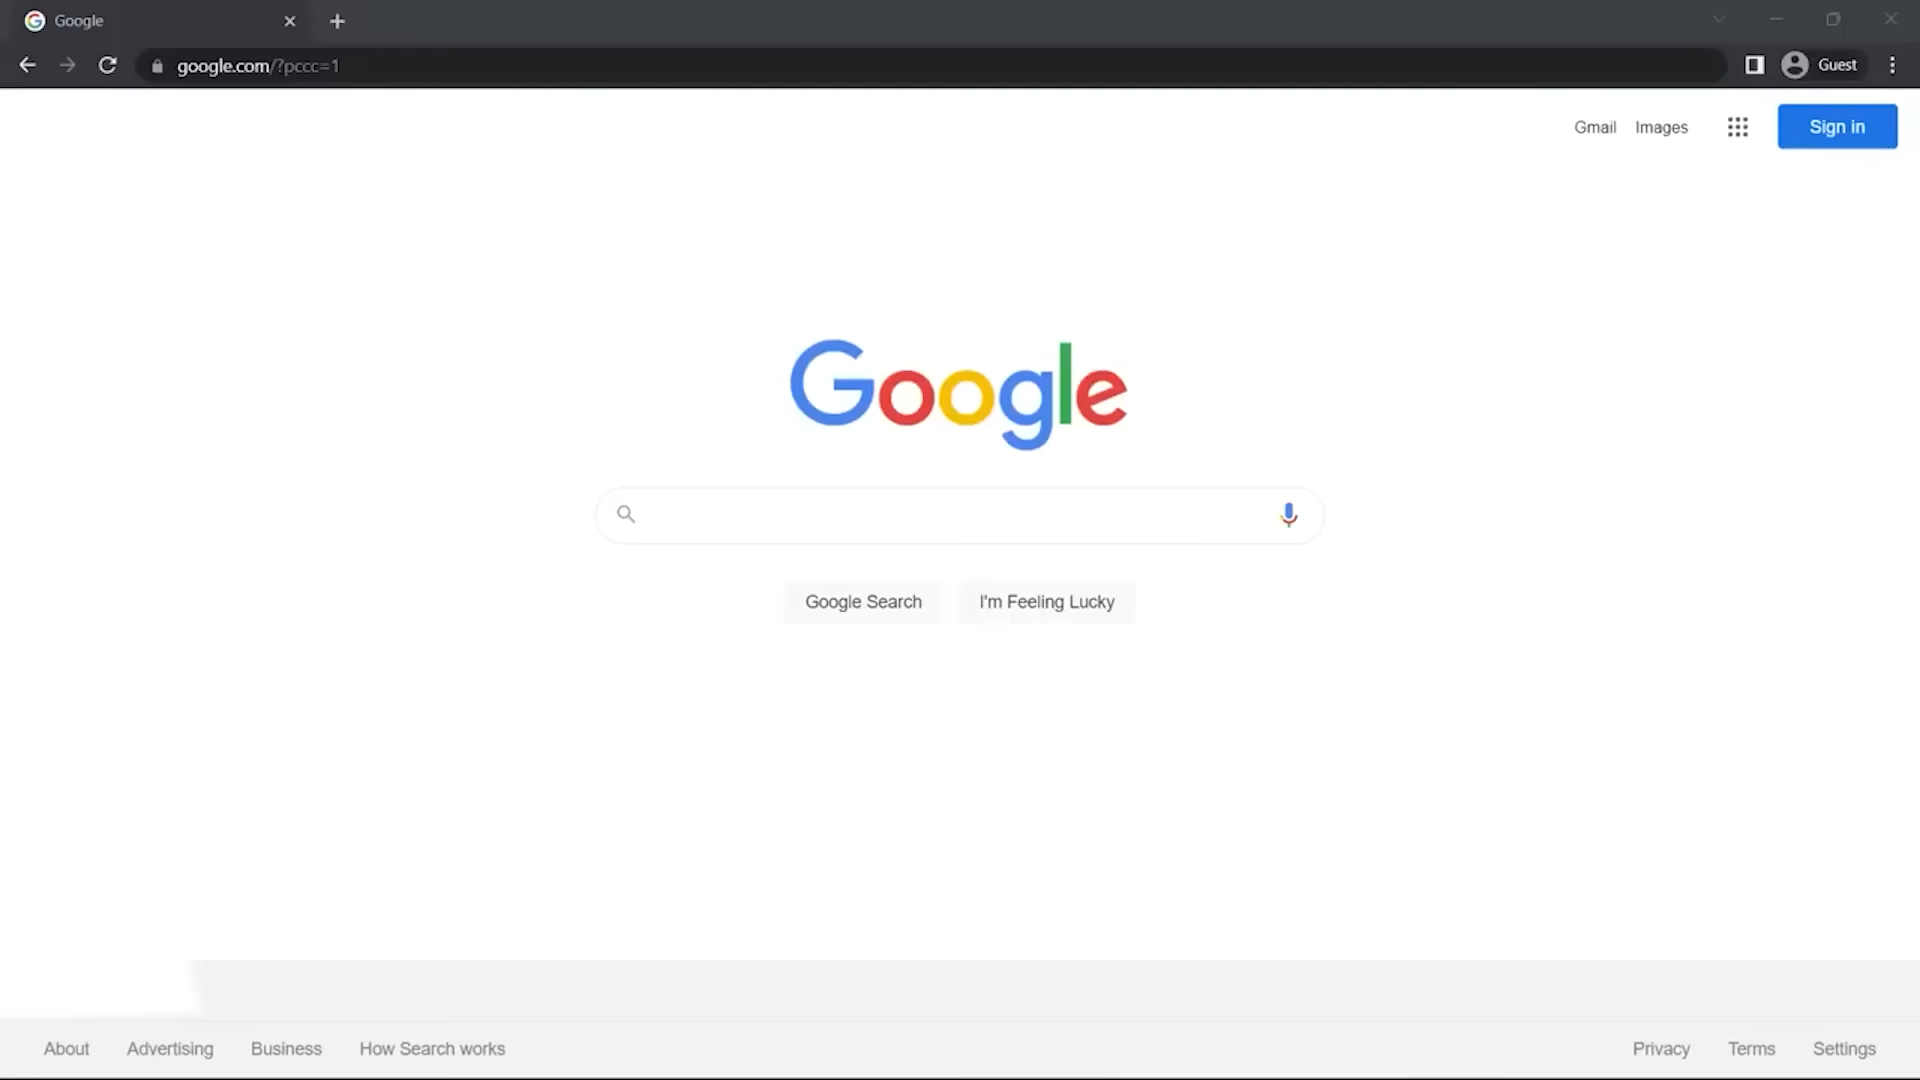 Google
google.com/?pccc=1
Guest
Gmail Images Sign in
Google
Google Search I'm Feeling Lucky
About Advertising Business How Search works Privacy Terms Settings